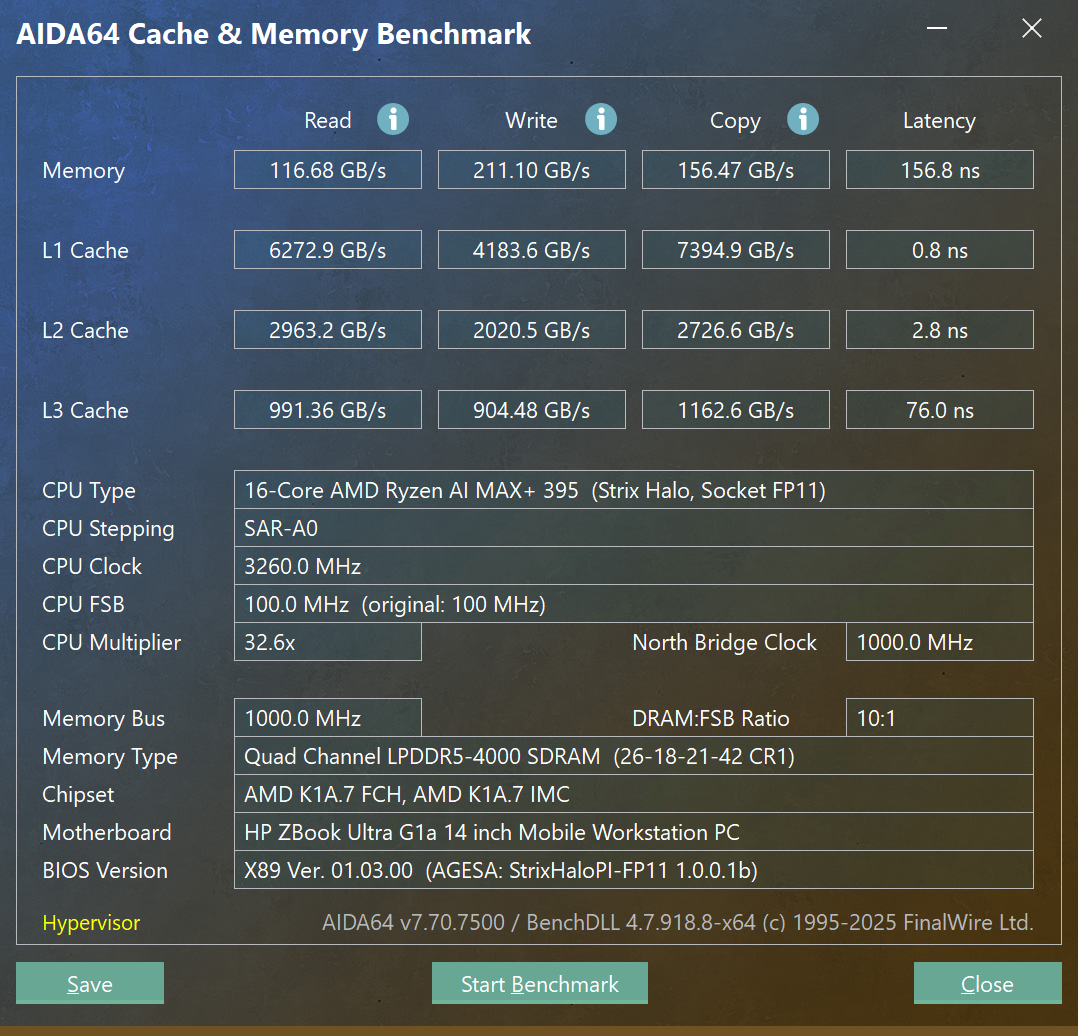 AIDA64 Cache & Memory Benchmark
Read Write Copy Latency
Memory 116.68 GB/s 211.10 GB/s 156.47 GB/s 156.8 ns
L1 Cache 6272.9 GB/s 4183.6 GB/s 7394.9 GB/s 0.8 ns
L2 Cache 2963.2 GB/s 2020.5 GB/s 2726.6 GB/s 2.8 ns
L3 Cache 991.36 GB/s 904.48 GB/s 1162.6 GB/s 76.0 ns
CPU Type 16-Core AMD Ryzen AI MAX+ 395 (Strix Halo, Socket FP11)
CPU Stepping SAR-A0
CPU Clock 3260.0 MHz
CPU FSB 100.0 MHz (original: 100 MHz)
CPU Multiplier 32.6x North Bridge Clock 1000.0 MHz
Memory Bus 1000.0 MHz DRAM:FSB Ratio 10:1
Memory Type Quad Channel LPDDR5-4000 SDRAM (26-18-21-42 CR1)
Chipset AMD K1A.7 FCH, AMD K1A.7 IMC
Motherboard HP ZBook Ultra G1a 14 inch Mobile Workstation PC
BIOS Version X89 Ver. 01.03.00 (AGESA: StrixHaloPI-FP11 1.0.0.1b)
Hypervisor AIDA64 v7.70.7500 / BenchDLL 4.7.918.8-x64 (c) 1995-2025 FinalWire Ltd.
Save Start Benchmark Close